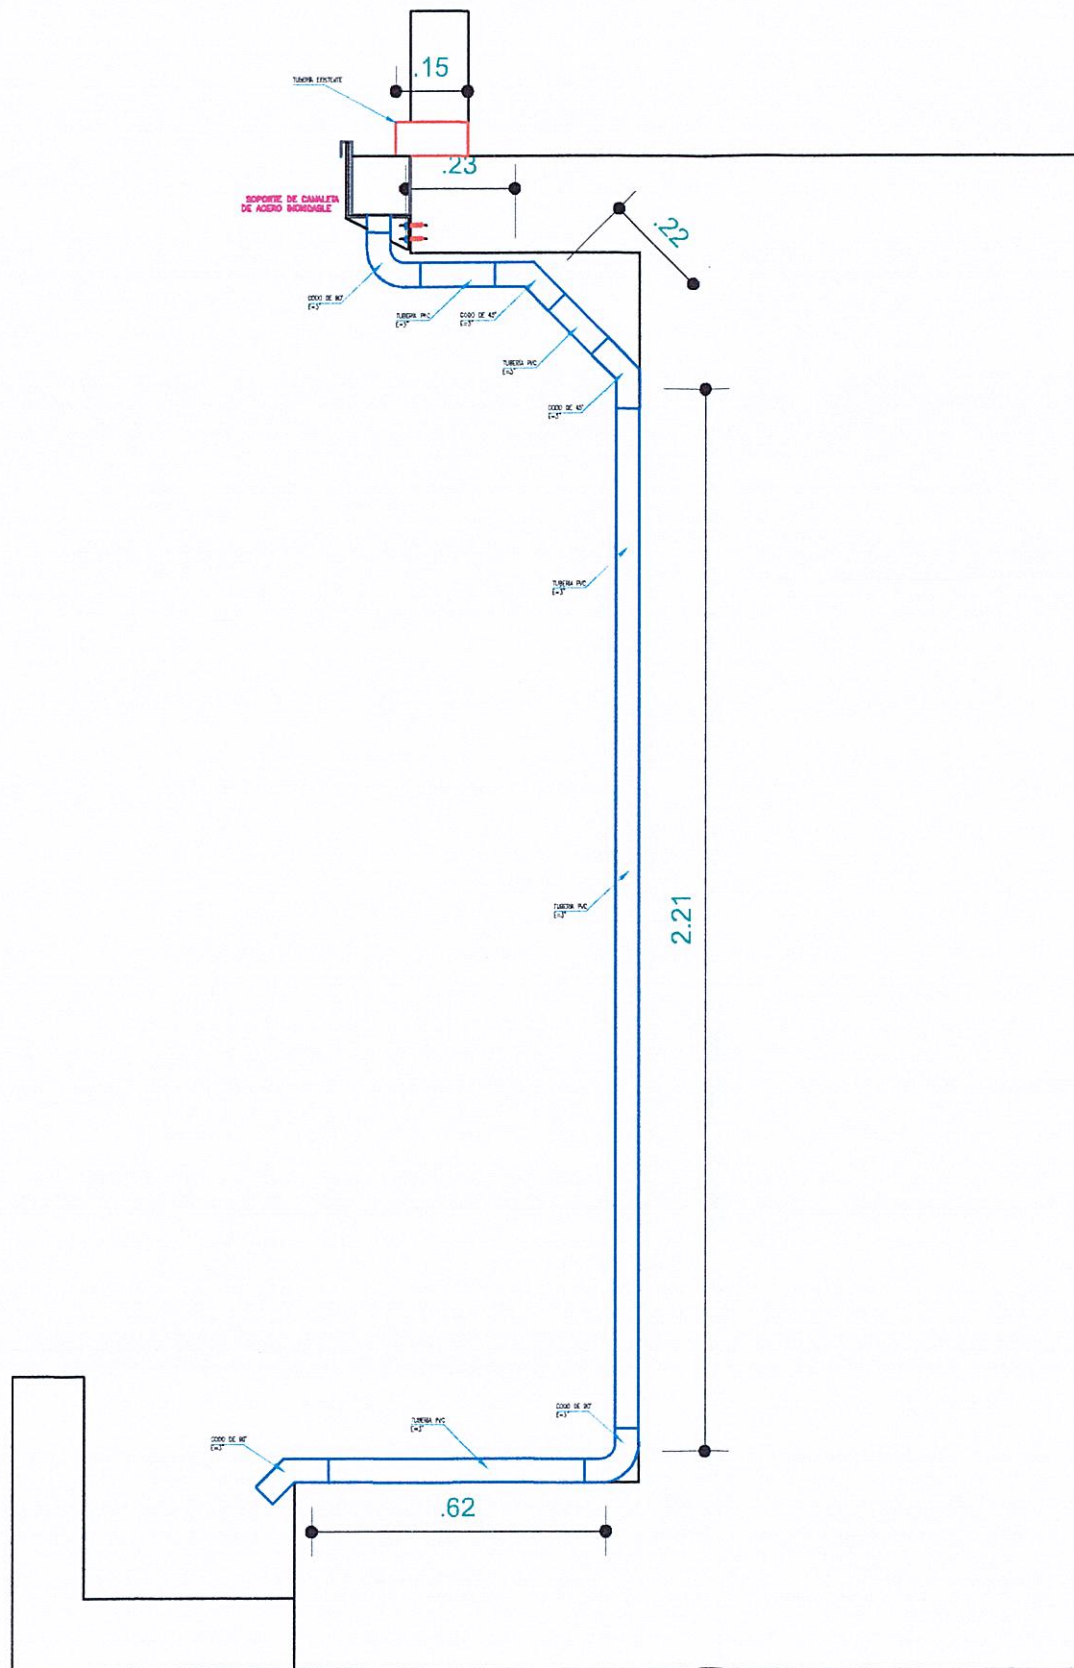 .15
TUBERIA EXISTENTE
.23
SOPORTE DE CANALETA
DE ACERO INOXIDABLE
.22
CODO DE 90°
TUBERIA PVC
CODO DE 45°
TUBERIA PVC
CODO DE 45°
TUBERIA PVC
TUBERIA PVC
2.21
CODO DE 90°
TUBERIA PVC
CODO DE 90°
.62